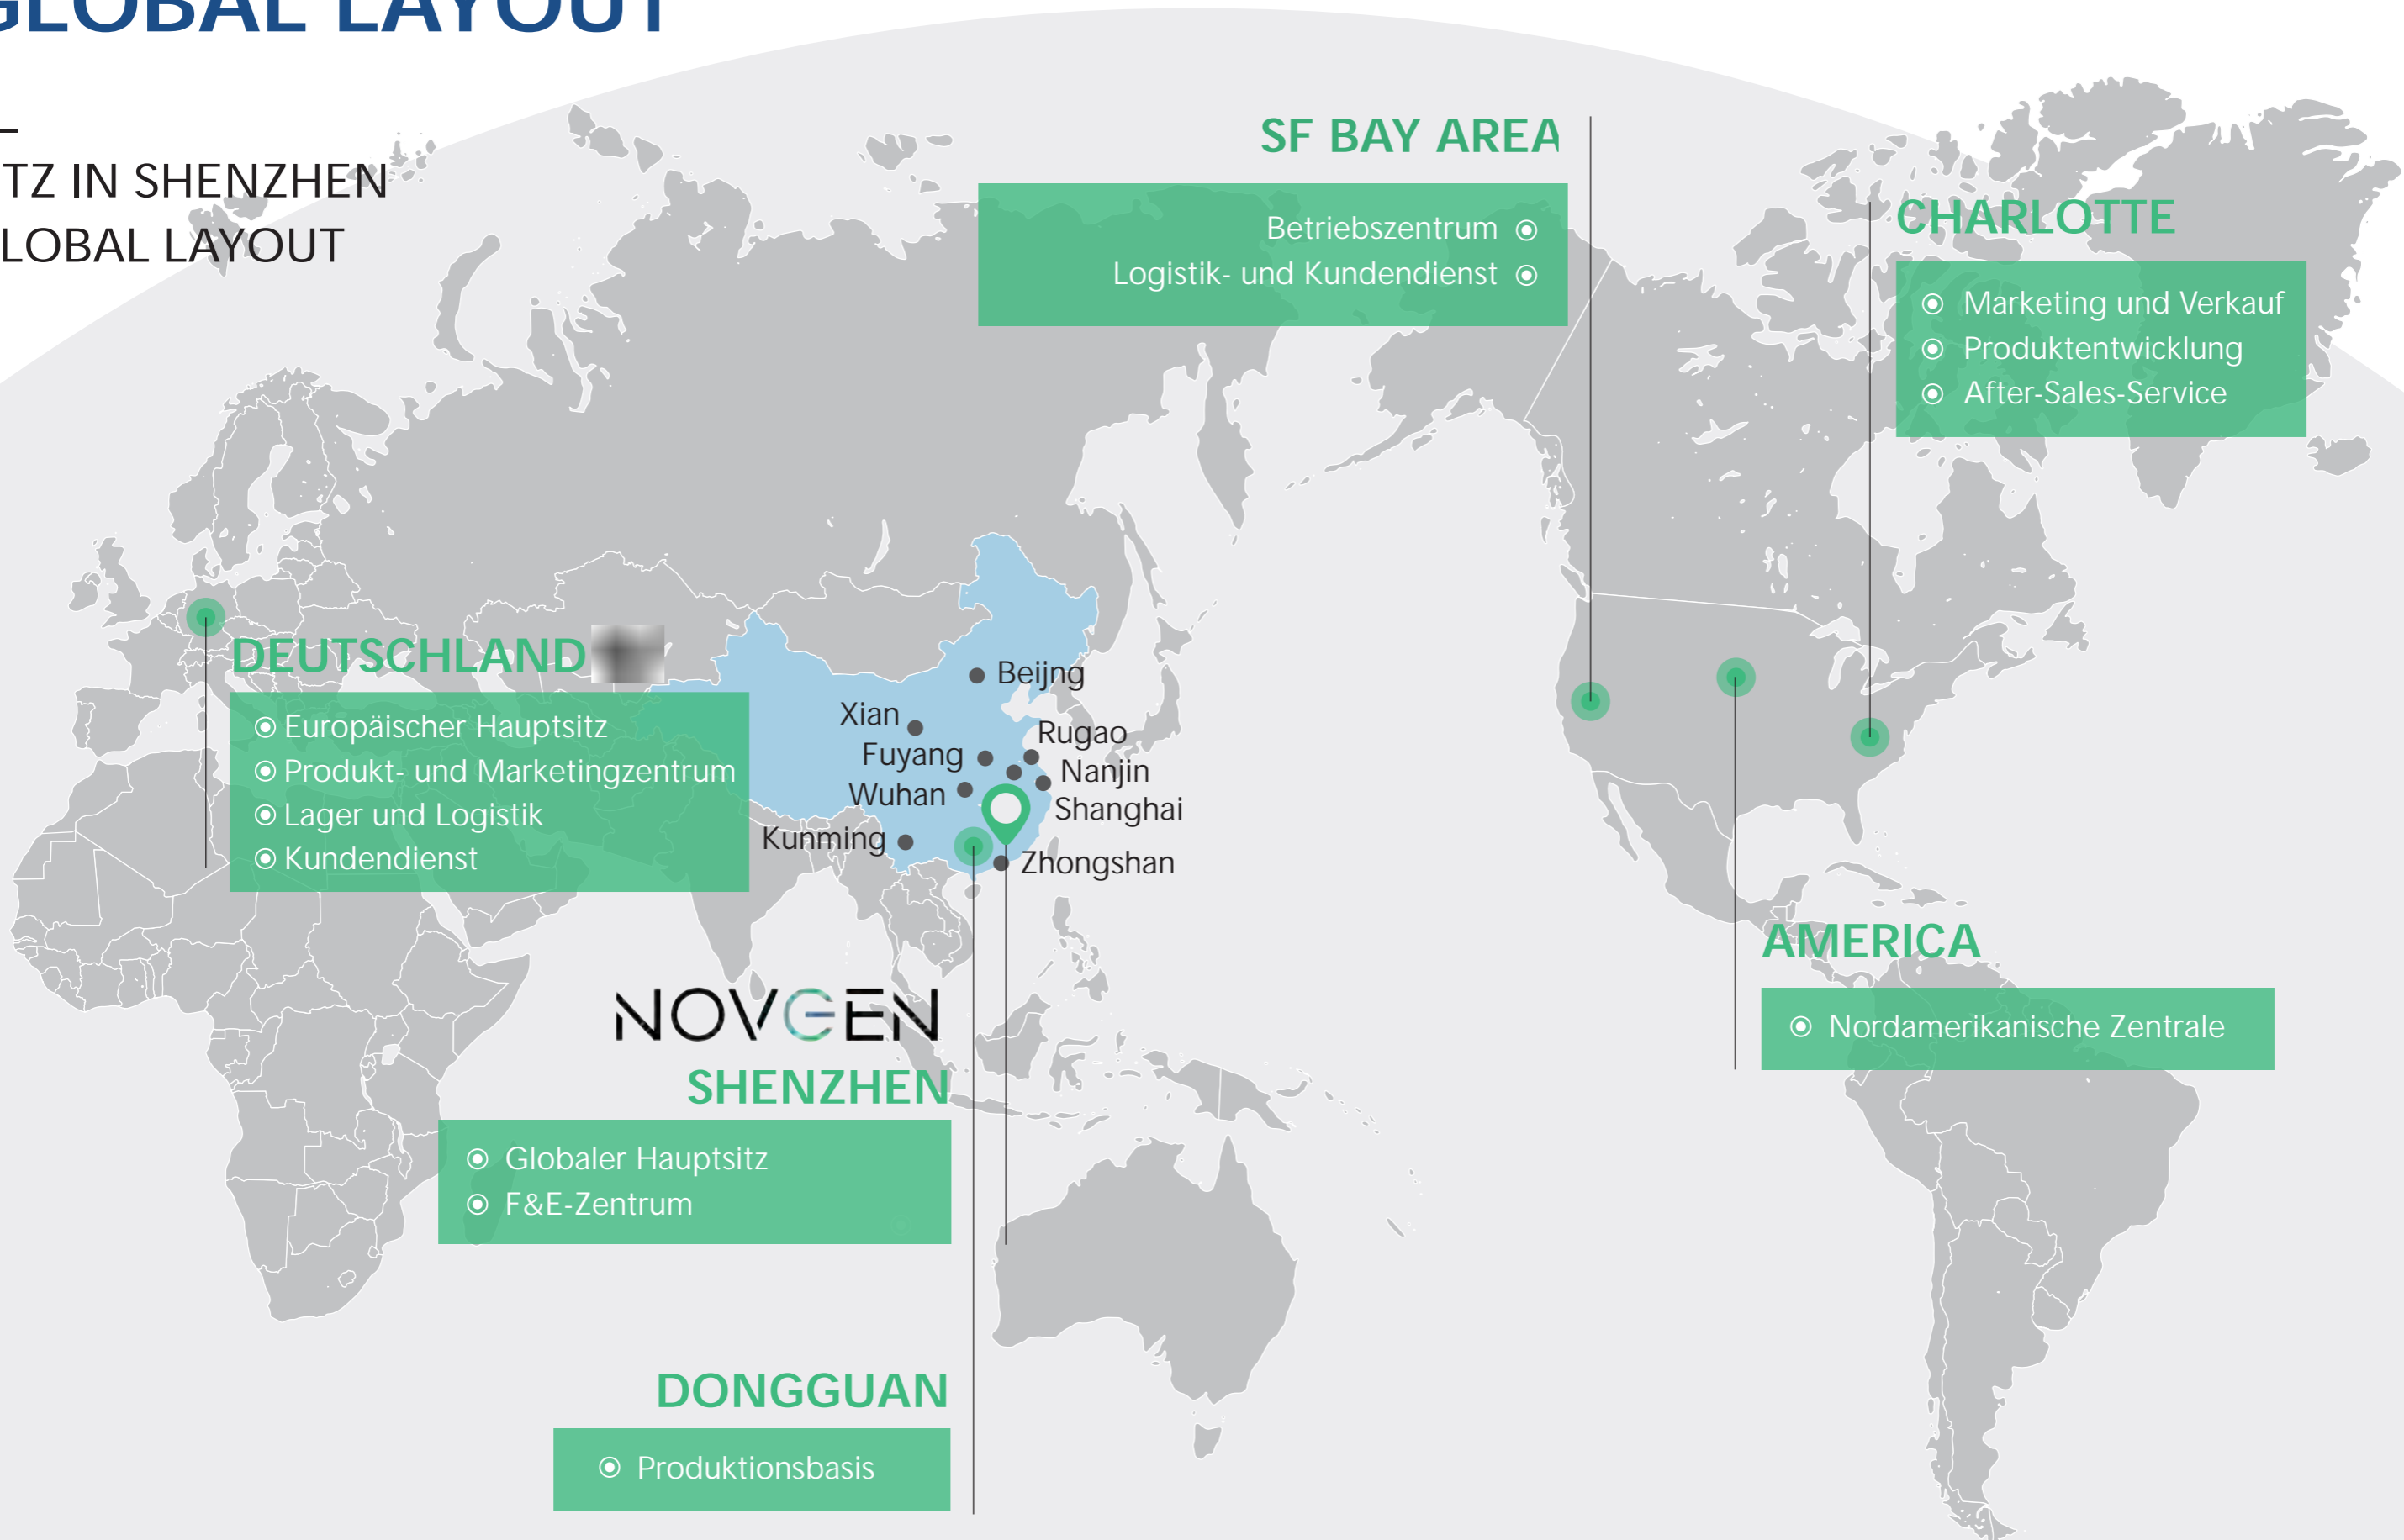 GLOBAL LAYOUT
TZ IN SHENZHEN
LOBAL LAYOUT
SF BAY AREA
Betriebszentrum
Logistik- und Kundendienst
CHARLOTTE
Marketing und Verkauf
Produktentwicklung
After-Sales-Service
DEUTSCHLAND
Europäischer Hauptsitz
Produkt- und Marketingzentrum
Lager und Logistik
Kundendienst
Beijng
Xian
Rugao
Fuyang
Nanjin
Wuhan
Shanghai
Kunming
Zhongshan
AMERICA
Nordamerikanische Zentrale
NOVGEN
SHENZHEN
Globaler Hauptsitz
F&E-Zentrum
DONGGUAN
Produktionsbasis